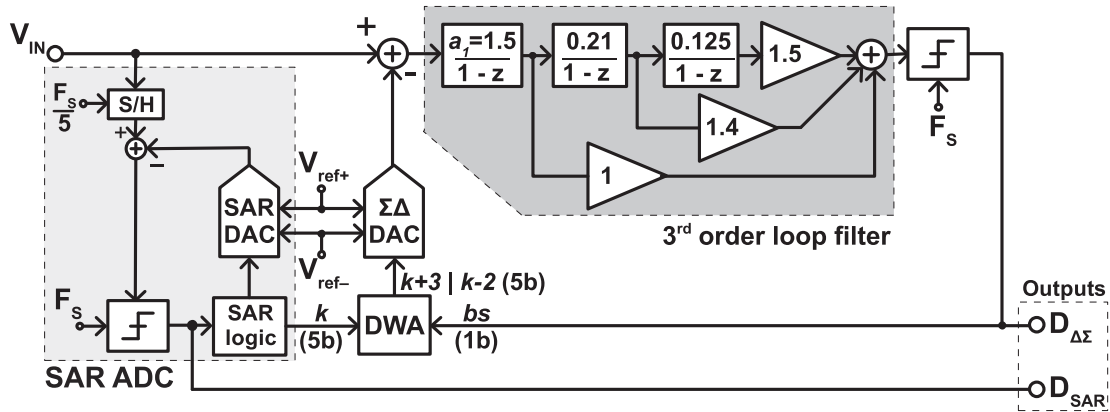 V_IN
+
-
a_1=1.5
1 - z
0.21
1 - z
0.125
1 - z
1.5
+
1.4
1
3rd order loop filter
F_S
F_S
5
S/H
+
+
−
SAR
DAC
V_ref+
V_ref−
ΣΔ
DAC
k+3 | k-2 (5b)
F_S
SAR
logic
k
(5b)
DWA
bs
(1b)
SAR ADC
Outputs
D_ΔΣ
D_SAR